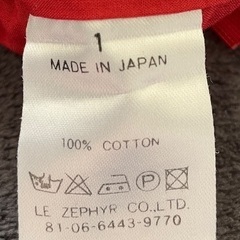 1
MADE IN JAPAN
100% COTTON
P
LE ZEPHYR CO.,LTD.
81-06-6443-9770